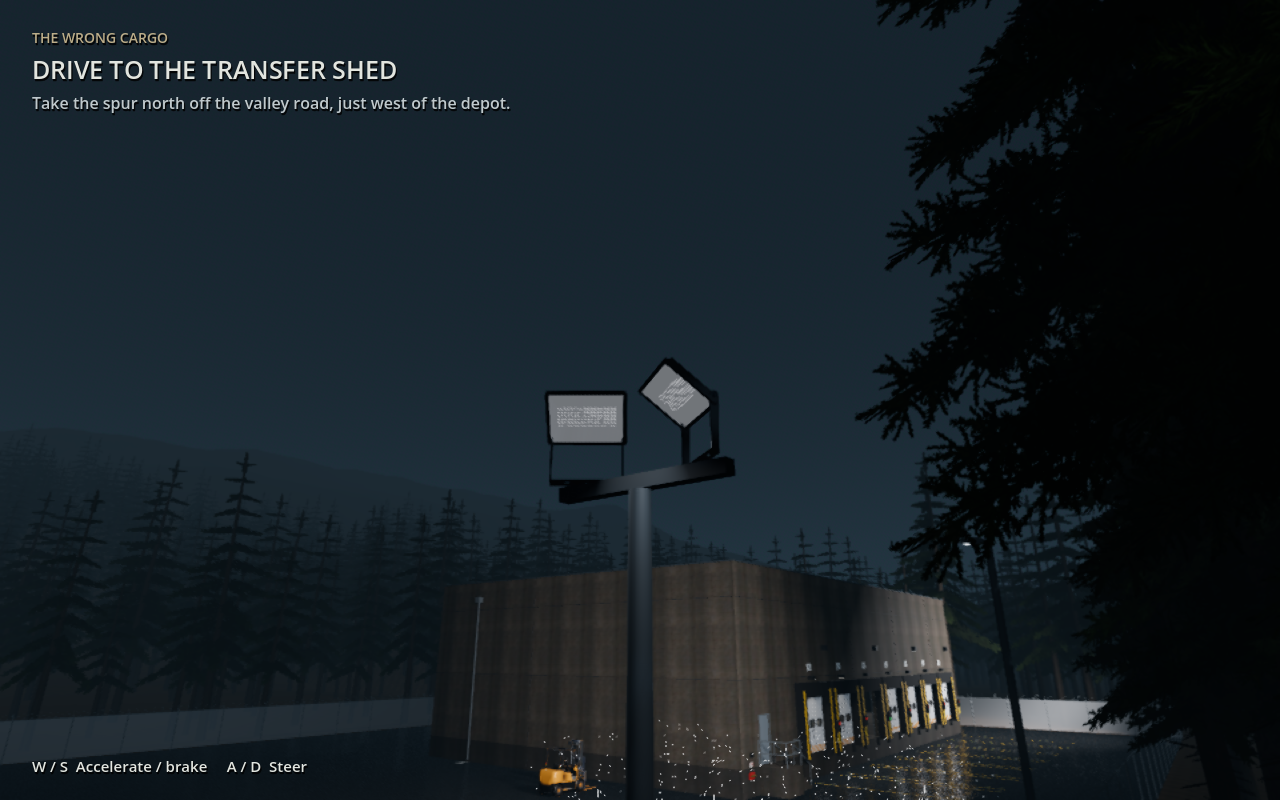 THE WRONG CARGO
DRIVE TO THE TRANSFER SHED
Take the spur north off the valley road, just west of the depot.
W / S Accelerate / brake A / D Steer